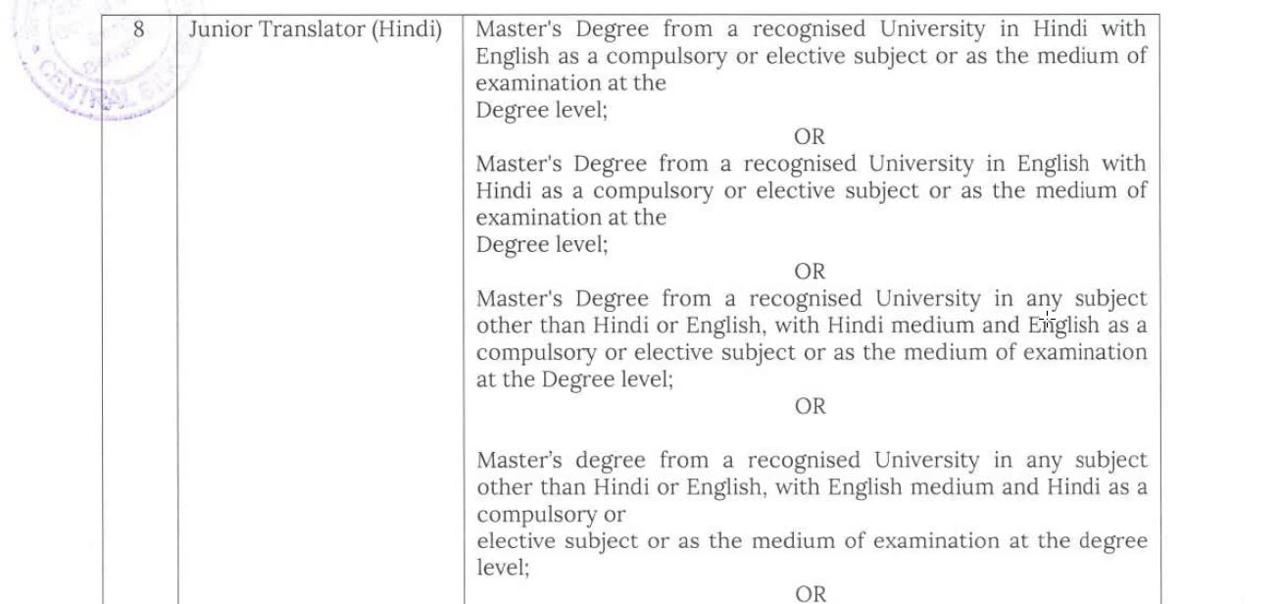 8
Junior Translator (Hindi)
Master's Degree from a recognised University in Hindi with
English as a compulsory or elective subject or as the medium of
examination at the
Degree level;
OR
Master's Degree from a recognised University in English with
Hindi as a compulsory or elective subject or as the medium of
examination at the
Degree level;
OR
Master's Degree from a recognised University in any subject
other than Hindi or English, with Hindi medium and English as a
compulsory or elective subject or as the medium of examination
at the Degree level;
OR
Master’s degree from a recognised University in any subject
other than Hindi or English, with English medium and Hindi as a
compulsory or
elective subject or as the medium of examination at the degree
level;
OR
CENTRAL